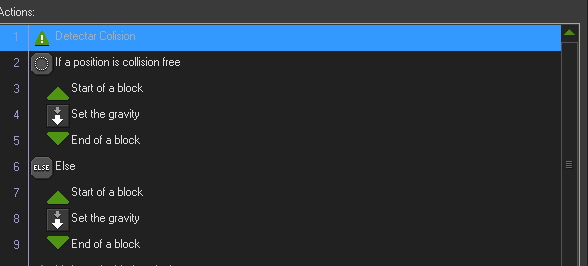 Actions:
1 Detectar Colision
2 If a position is collision free
3 Start of a block
4 Set the gravity
5 End of a block
6 ELSE Else
7 Start of a block
8 Set the gravity
9 End of a block